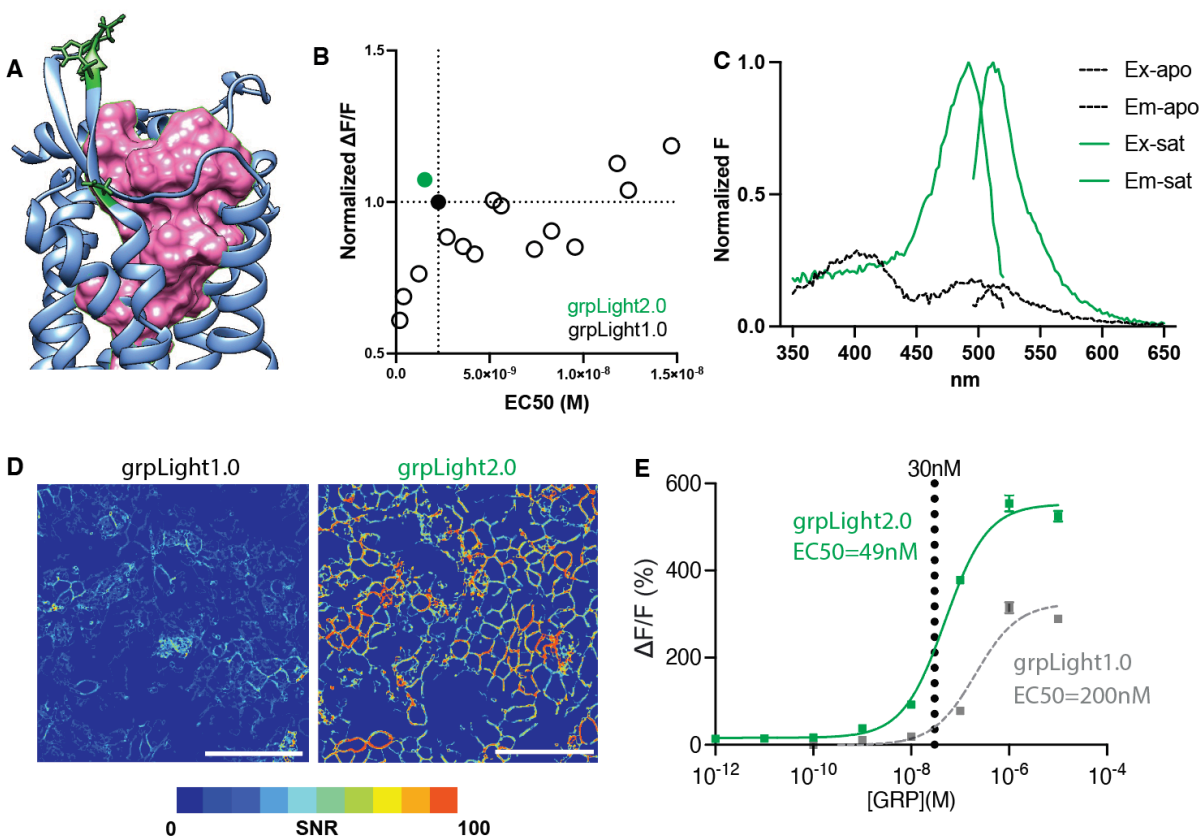 A
B
1.5
1.0
0.5
Normalized ΔF/F
grpLight2.0
grpLight1.0
0.0
5.0×10⁻⁹
1.0×10⁻⁸
1.5×10⁻⁸
EC50 (M)
C
1.0
0.5
0.0
Normalized F
350
400
450
500
550
600
650
nm
Ex-apo
Em-apo
Ex-sat
Em-sat
D
grpLight1.0
grpLight2.0
0
SNR
100
E
30nM
600
400
200
0
ΔF/F (%)
grpLight2.0
EC50=49nM
grpLight1.0
EC50=200nM
10⁻¹²
10⁻¹⁰
10⁻⁸
10⁻⁶
10⁻⁴
[GRP](M)